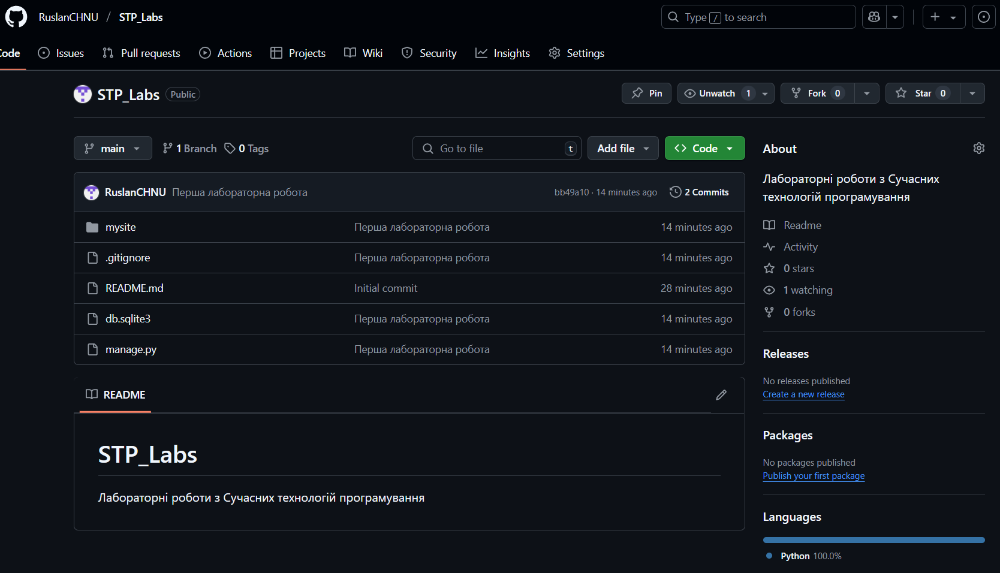 RuslanCHNU / STP_Labs
Type / to search
Code Issues Pull requests Actions Projects Wiki Security Insights Settings
STP_Labs Public
Pin Unwatch 1 Fork 0 Star 0
main 1 Branch 0 Tags
Go to file t Add file Code
RuslanCHNU Перша лабораторна робота bb49a10 · 14 minutes ago 2 Commits
mysite Перша лабораторна робота 14 minutes ago
.gitignore Перша лабораторна робота 14 minutes ago
README.md Initial commit 28 minutes ago
db.sqlite3 Перша лабораторна робота 14 minutes ago
manage.py Перша лабораторна робота 14 minutes ago
README
STP_Labs
Лабораторні роботи з Сучасних технологій програмування
About
Лабораторні роботи з Сучасних
технологій програмування
Readme
Activity
0 stars
1 watching
0 forks
Releases
No releases published
Create a new release
Packages
No packages published
Publish your first package
Languages
Python 100.0%